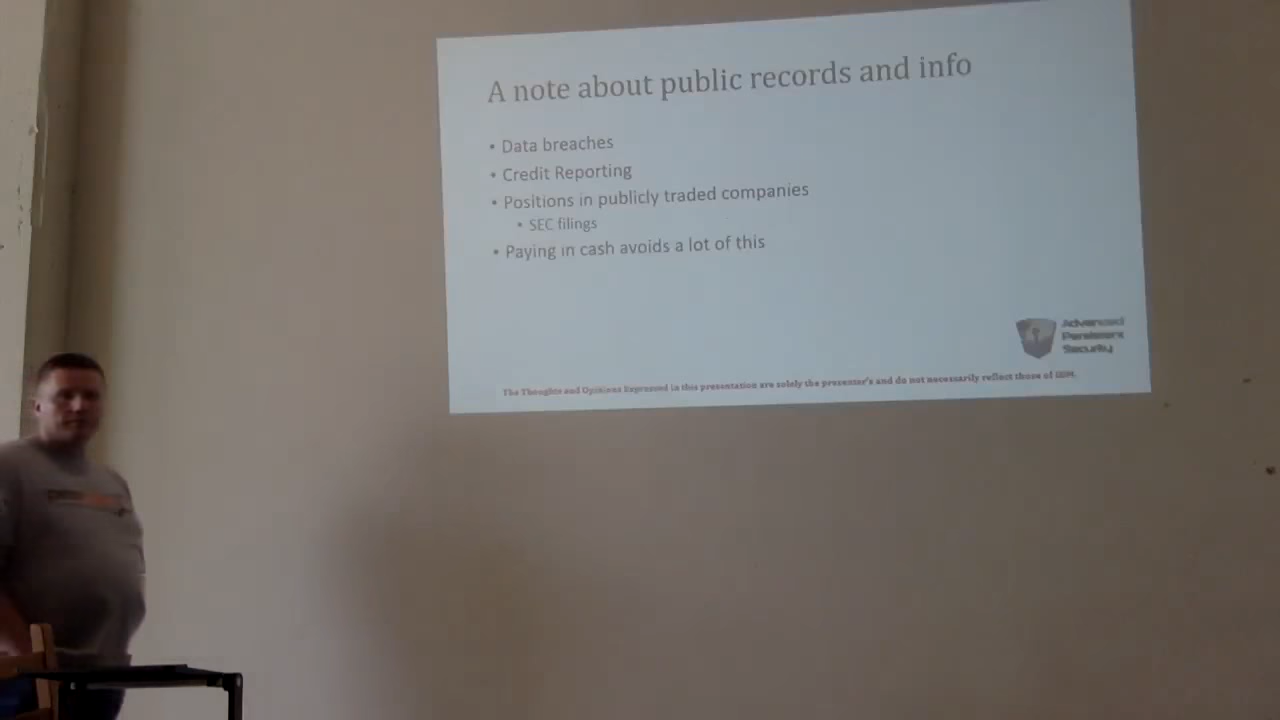 A note about public records and info
• Data breaches
• Credit Reporting
• Positions in publicly traded companies
• SEC filings
• Paying in cash avoids a lot of this
Advanced
Persistent
Security
The Thoughts and Opinions Expressed in this presentation are solely the presenter's and do not necessarily reflect those of IBM.